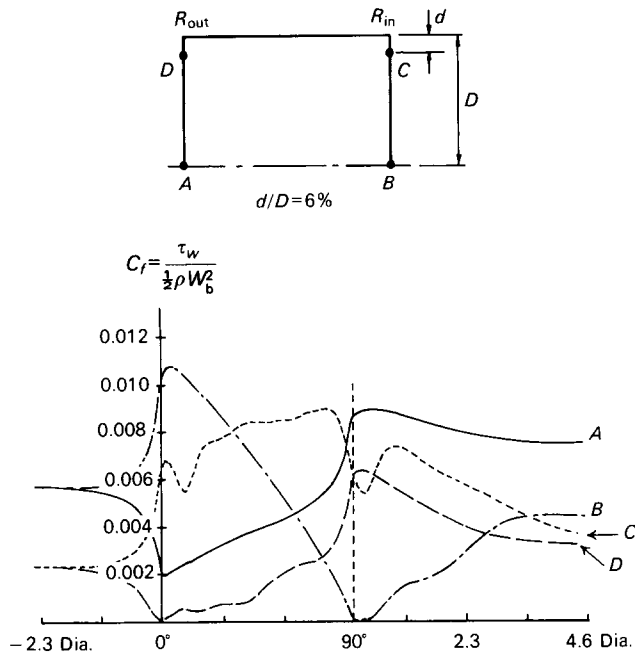 R_out R_in d
D C D
A B
d/D=6%
C_f = τ_w / ½ρW_b²
0.012
0.010
0.008
0.006
0.004
0.002
A
B
C
D
−2.3 Dia. 0° 90° 2.3 4.6 Dia.